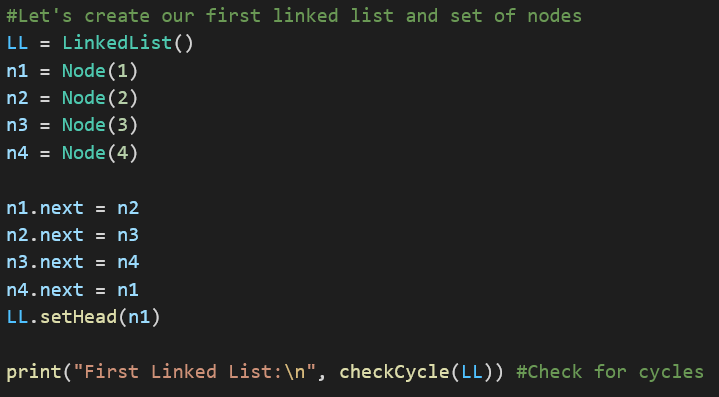 #Let's create our first linked list and set of nodes
LL = LinkedList()
n1 = Node(1)
n2 = Node(2)
n3 = Node(3)
n4 = Node(4)
n1.next = n2
n2.next = n3
n3.next = n4
n4.next = n1
LL.setHead(n1)
print("First Linked List:\n", checkCycle(LL)) #Check for cycles